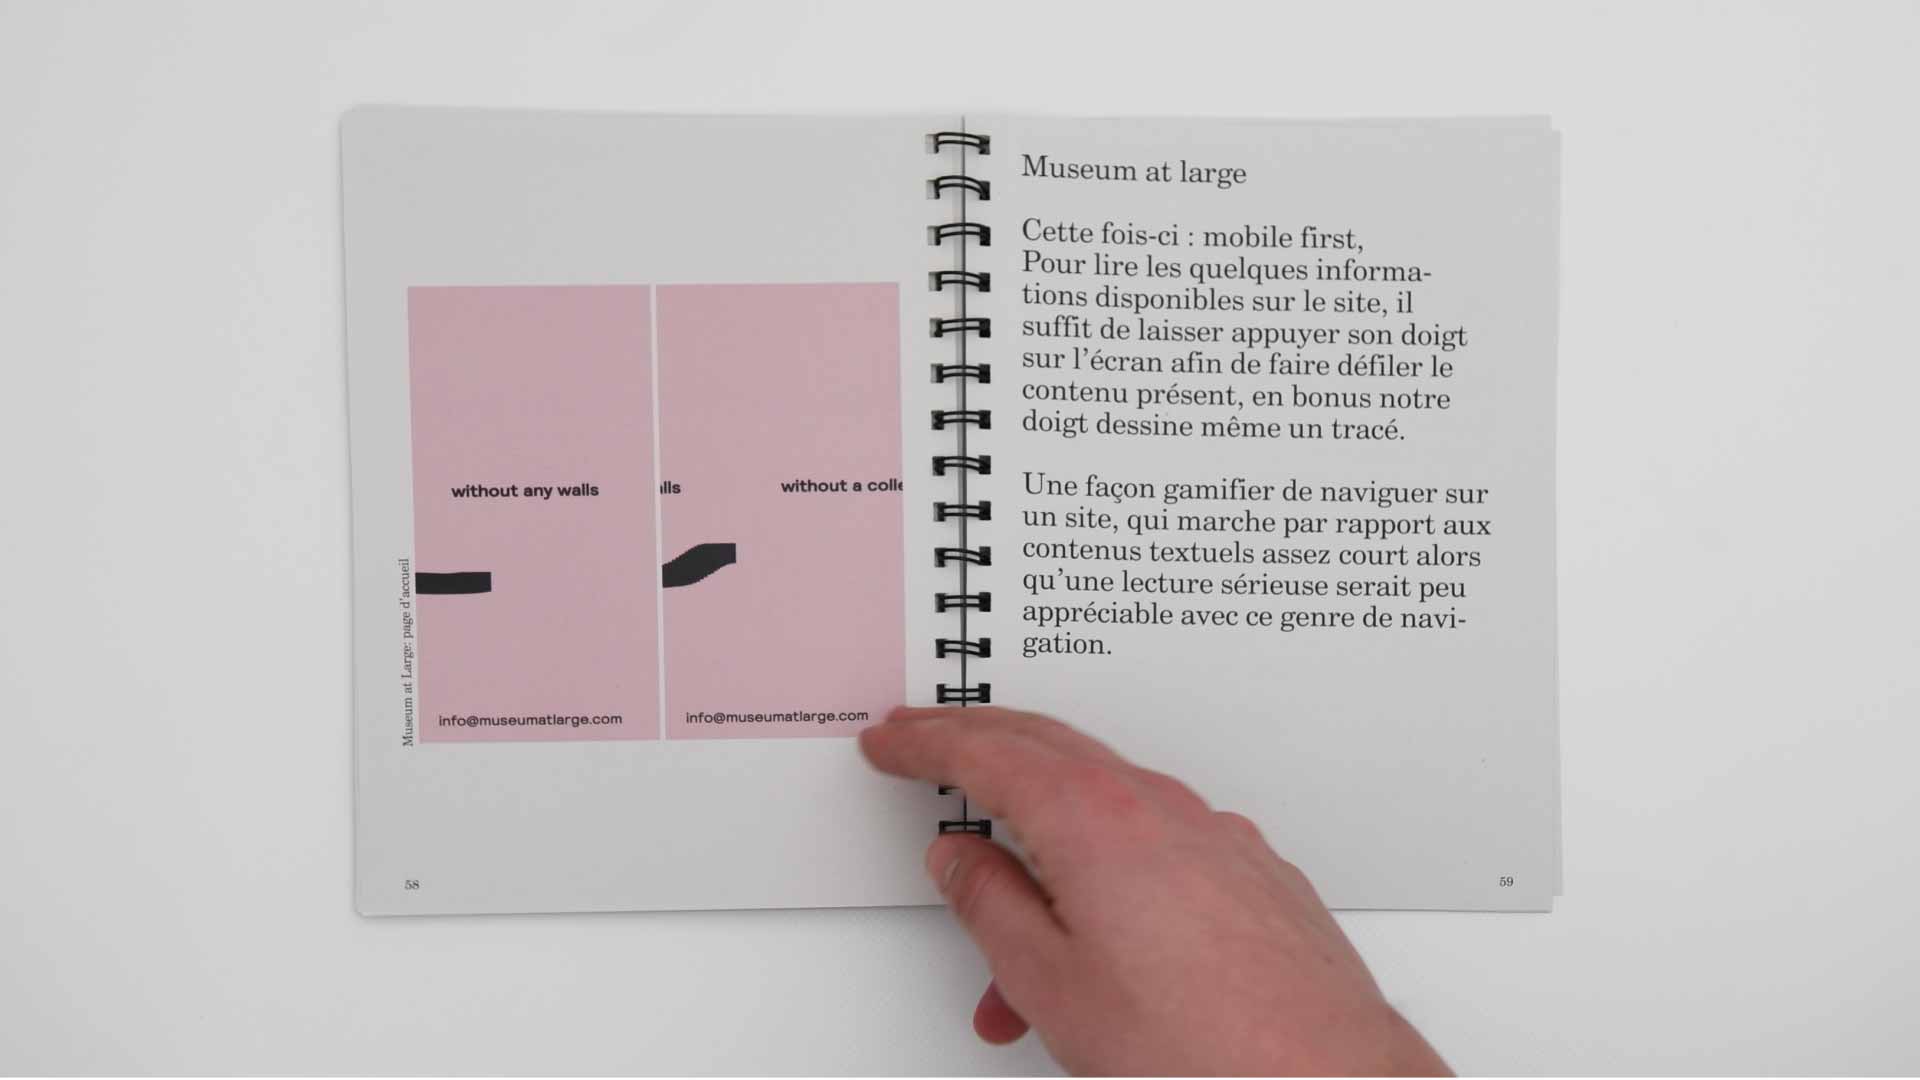 without any walls
info@museumatlarge.com
lls
without a colle
info@museumatlarge.com
Museum at Large: page d'accueil
58
Museum at large
Cette fois-ci : mobile first,
Pour lire les quelques informa-
tions disponibles sur le site, il
suffit de laisser appuyer son doigt
sur l'écran afin de faire défiler le
contenu présent, en bonus notre
doigt dessine même un tracé.
Une façon gamifier de naviguer sur
un site, qui marche par rapport aux
contenus textuels assez court alors
qu'une lecture sérieuse serait peu
appréciable avec ce genre de navi-
gation.
59